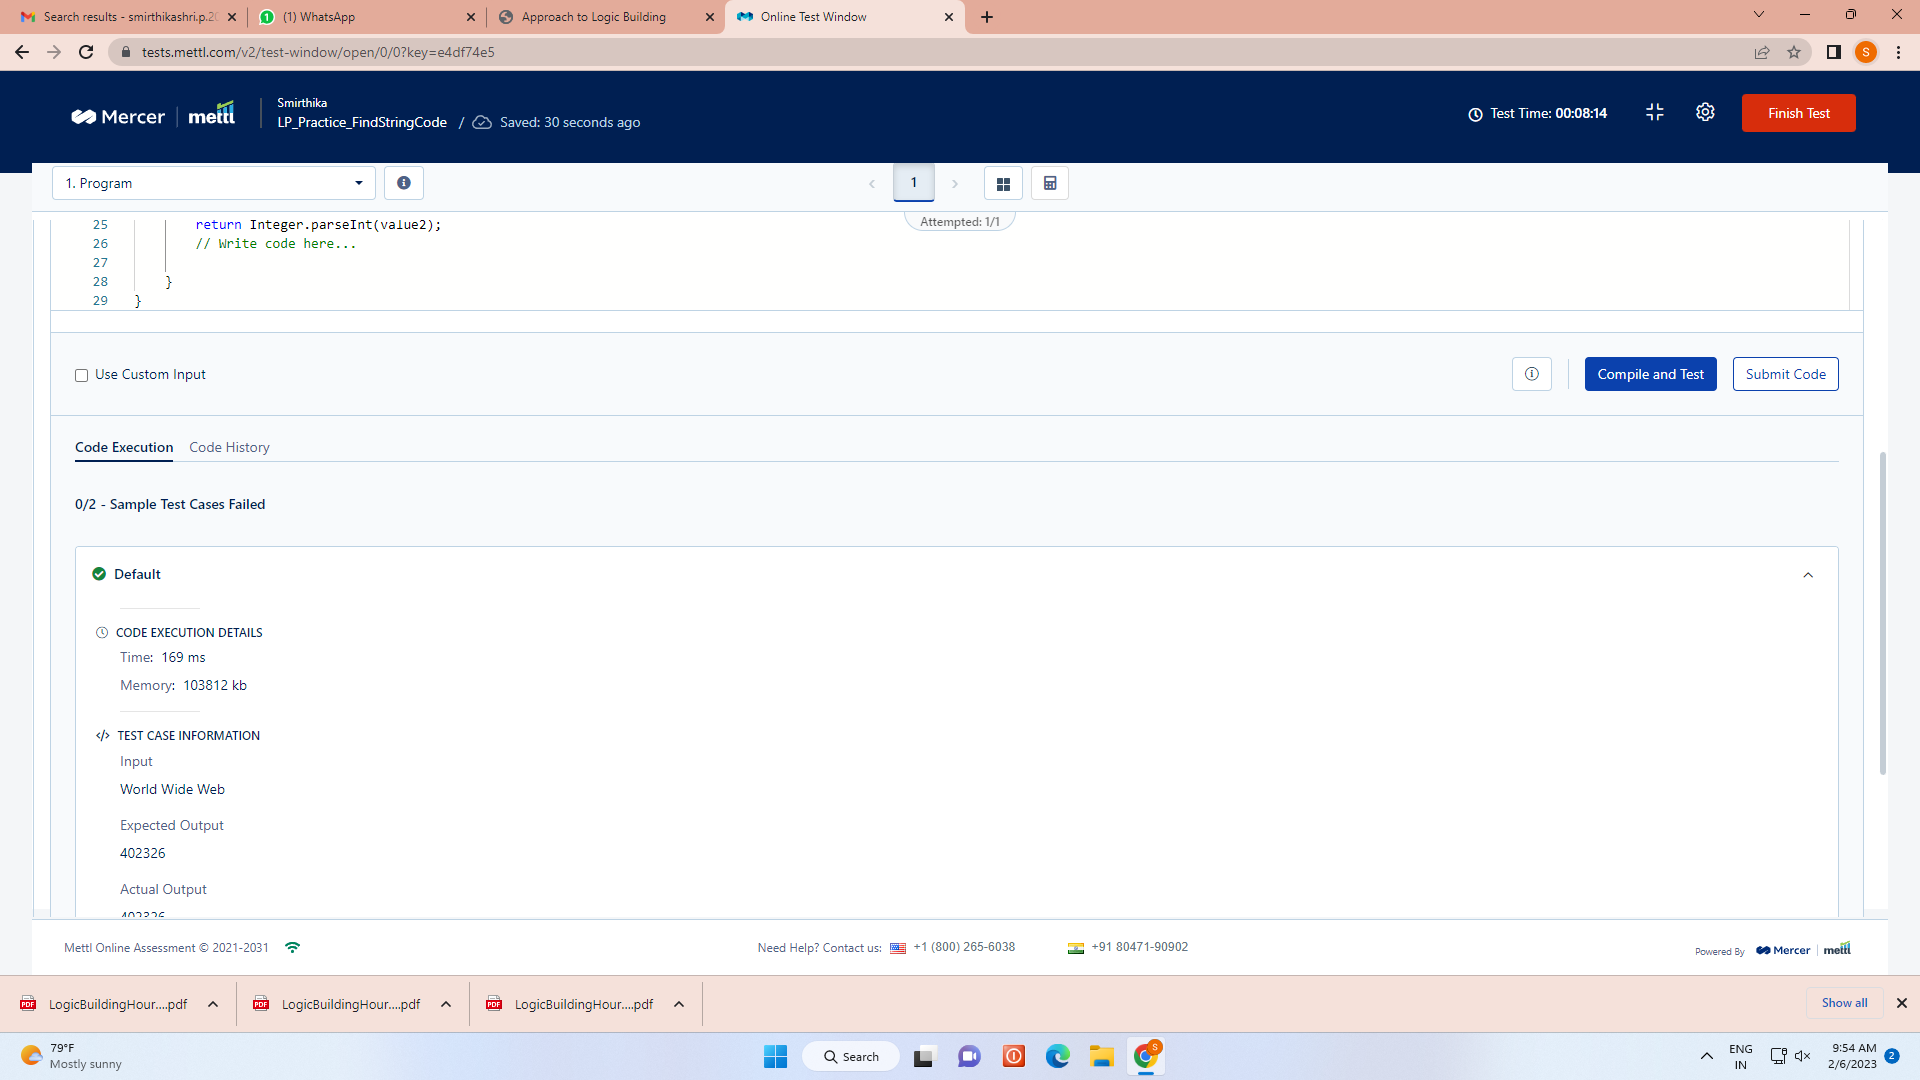 Search results - smirthikashri.p.20
(1) WhatsApp
Approach to Logic Building
Online Test Window
tests.mettl.com/v2/test-window/open/0/0?key=e4df74e5
S
Mercer mettl
Smirthika
LP_Practice_FindStringCode / Saved: 30 seconds ago
Test Time: 00:08:14
Finish Test
1. Program
1
Attempted: 1/1
25 return Integer.parseInt(value2);
26 // Write code here...
27
28 }
29 }
Use Custom Input
Compile and Test
Submit Code
Code Execution Code History
0/2 - Sample Test Cases Failed
Default
CODE EXECUTION DETAILS
Time: 169 ms
Memory: 103812 kb
</> TEST CASE INFORMATION
Input
World Wide Web
Expected Output
402326
Actual Output
402326
Mettl Online Assessment © 2021-2031
Need Help? Contact us: +1 (800) 265-6038 +91 80471-90902
Powered By Mercer mettl
PDF LogicBuildingHour....pdf
PDF LogicBuildingHour....pdf
PDF LogicBuildingHour....pdf
Show all
79°F
Mostly sunny
Search
S
ENG
IN
9:54 AM
2/6/2023
2